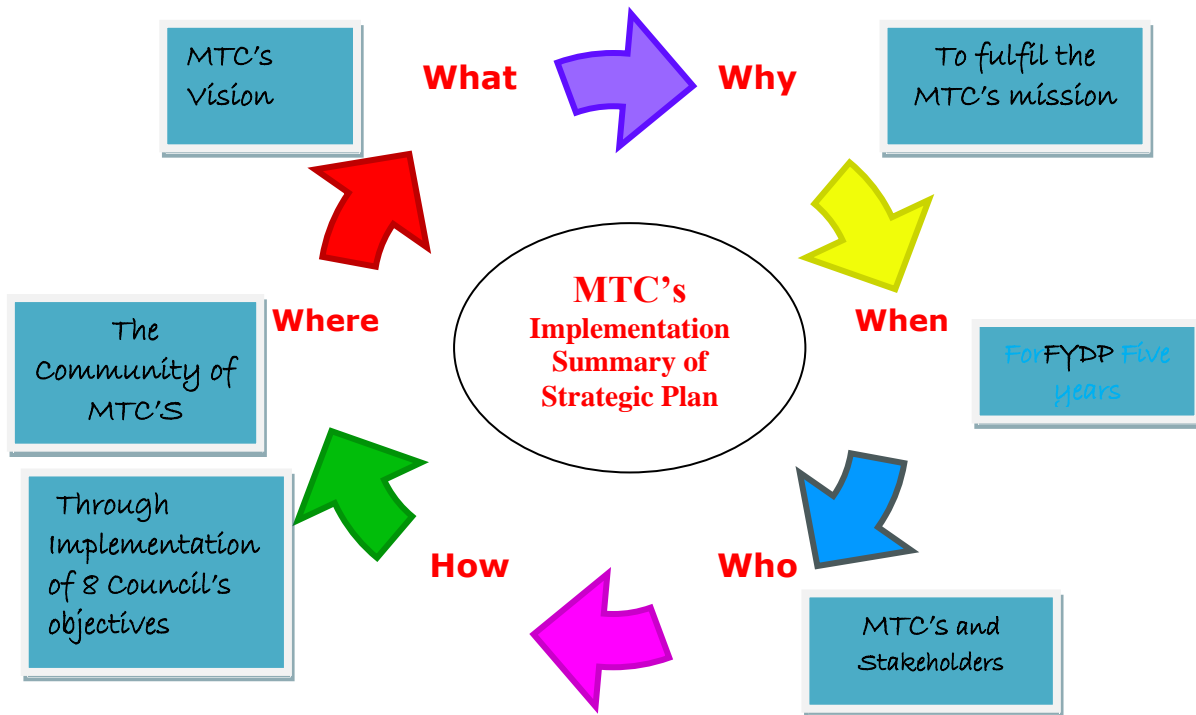 MTC's
Vision
What
Why
To fulfil the
MTC's mission
When
ForFYDP Five
years
Who
MTC's and
Stakeholders
How
Through
Implementation
of 8 Council's
objectives
Where
The
Community of
MTC'S
MTC's
Implementation
Summary of
Strategic Plan